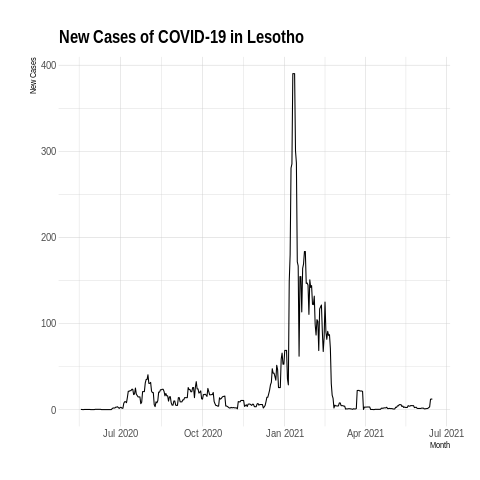 New Cases of COVID-19 in Lesotho
New Cases
400
300
200
100
0
Jul 2020
Oct 2020
Jan 2021
Apr 2021
Jul 2021
Month